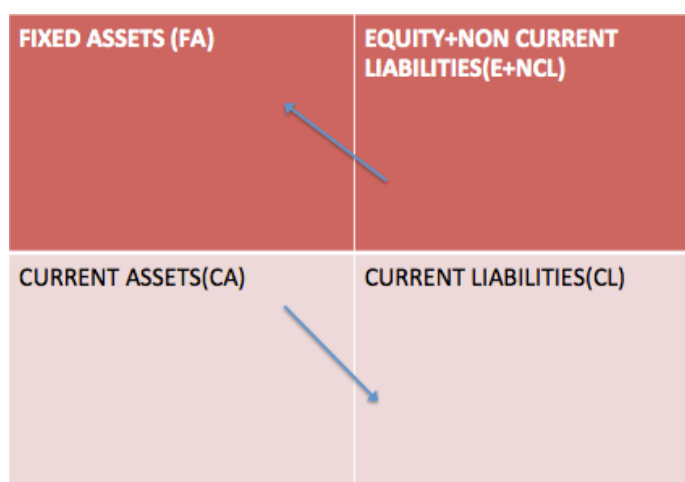 FIXED ASSETS (FA)
EQUITY+NON CURRENT
LIABILITIES(E+NCL)
CURRENT ASSETS(CA)
CURRENT LIABILITIES(CL)